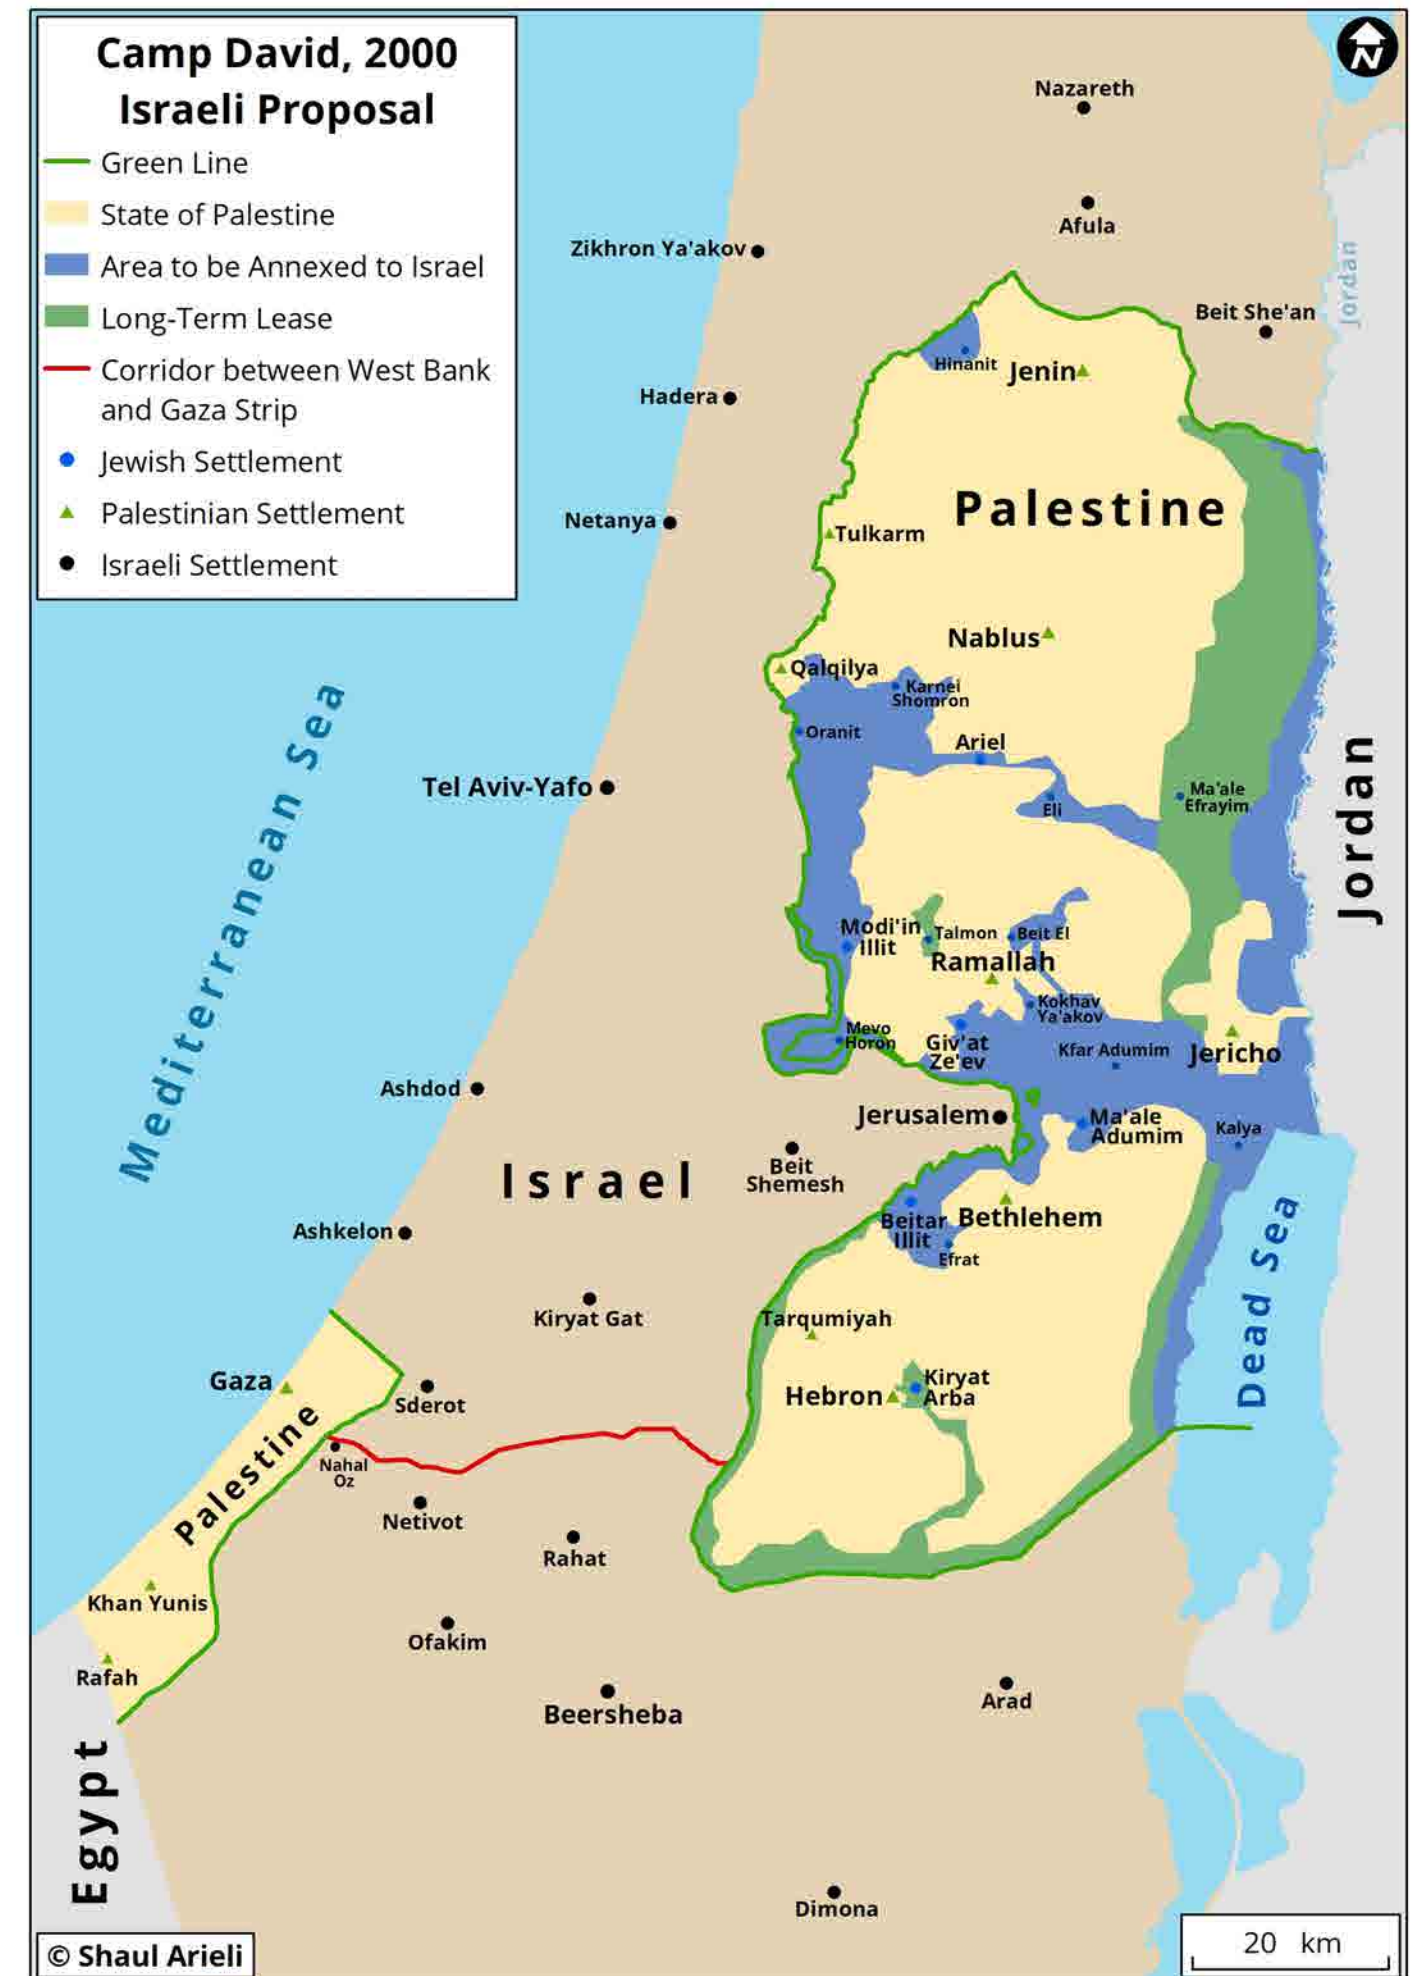 Camp David, 2000
Israeli Proposal
Green Line
State of Palestine
Area to be Annexed to Israel
Long-Term Lease
Corridor between West Bank
and Gaza Strip
Jewish Settlement
Palestinian Settlement
Israeli Settlement
N
Nazareth
Afula
Zikhron Ya'akov
Jordan
Beit She'an
Hinanit
Jenin
Hadera
Palestine
Netanya
Tulkarm
Nablus
Qalqilya
Karnei
Shomron
Oranit
Ariel
Mediterranean Sea
Tel Aviv-Yafo
Eli
Ma'ale
Efrayim
Jordan
Modi'in
Illit
Talmon
Beit El
Ramallah
Kokhav
Ya'akov
Mevo
Horon
Giv'at
Ze'ev
Kfar Adumim
Jericho
Ashdod
Jerusalem
Ma'ale
Adumim
Kalya
Israel
Beit
Shemesh
Ashkelon
Beitar
Illit
Bethlehem
Efrat
Dead Sea
Kiryat Gat
Tarqumiyah
Gaza
Sderot
Hebron
Kiryat
Arba
Palestine
Nahal
Oz
Netivot
Rahat
Khan Yunis
Ofakim
Rafah
Beersheba
Arad
Egypt
Dimona
© Shaul Arieli
20 km